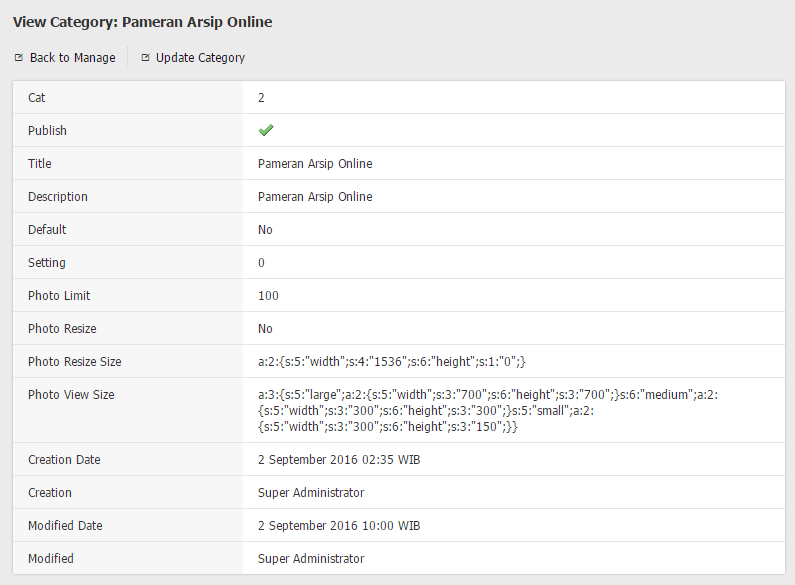 View Category: Pameran Arsip Online
Back to Manage Update Category
Cat 2
Publish
Title Pameran Arsip Online
Description Pameran Arsip Online
Default No
Setting 0
Photo Limit 100
Photo Resize No
Photo Resize Size a:2:{s:5:"width";s:4:"1536";s:6:"height";s:1:"0";}
Photo View Size a:3:{s:5:"large";a:2:{s:5:"width";s:3:"700";s:6:"height";s:3:"700";}s:6:"medium";a:2:
{s:5:"width";s:3:"300";s:6:"height";s:3:"300";}s:5:"small";a:2:
{s:5:"width";s:3:"300";s:6:"height";s:3:"150";}}
Creation Date 2 September 2016 02:35 WIB
Creation Super Administrator
Modified Date 2 September 2016 10:00 WIB
Modified Super Administrator